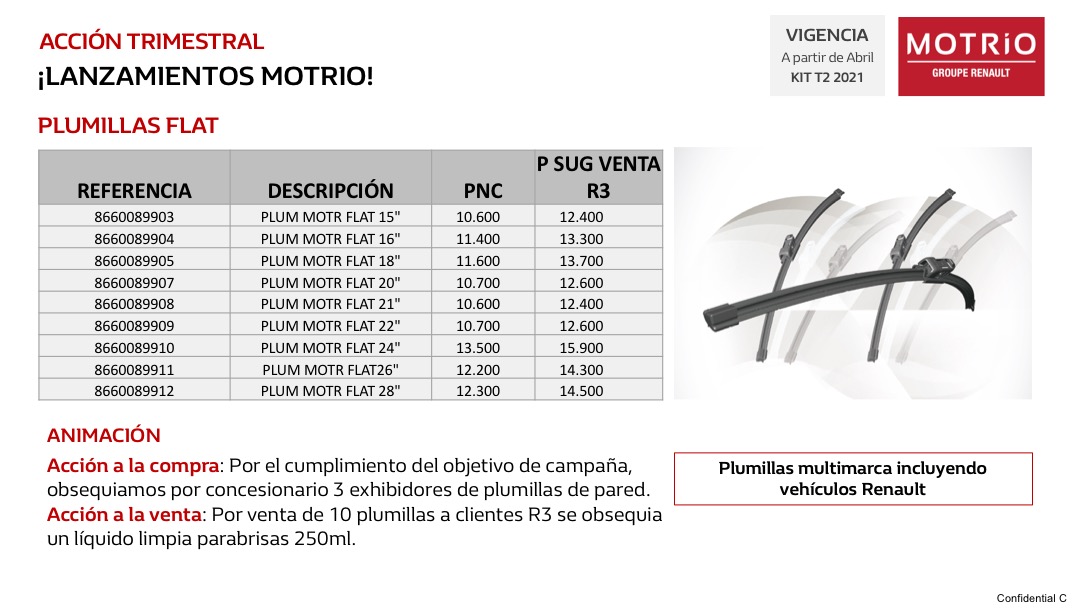 ACCIÓN TRIMESTRAL
¡LANZAMIENTOS MOTRIO!
VIGENCIA
A partir de Abril
KIT T2 2021
MOTRiO
GROUPE RENAULT
PLUMILLAS FLAT
REFERENCIA DESCRIPCIÓN PNC P SUG VENTA R3
8660089903 PLUM MOTR FLAT 15" 10.600 12.400
8660089904 PLUM MOTR FLAT 16" 11.400 13.300
8660089905 PLUM MOTR FLAT 18" 11.600 13.700
8660089907 PLUM MOTR FLAT 20" 10.700 12.600
8660089908 PLUM MOTR FLAT 21" 10.600 12.400
8660089909 PLUM MOTR FLAT 22" 10.700 12.600
8660089910 PLUM MOTR FLAT 24" 13.500 15.900
8660089911 PLUM MOTR FLAT26" 12.200 14.300
8660089912 PLUM MOTR FLAT 28" 12.300 14.500
ANIMACIÓN
Acción a la compra: Por el cumplimiento del objetivo de campaña,
obsequiamos por concesionario 3 exhibidores de plumillas de pared.
Acción a la venta: Por venta de 10 plumillas a clientes R3 se obsequia
un líquido limpia parabrisas 250ml.
Plumillas multimarca incluyendo
vehículos Renault
Confidential C